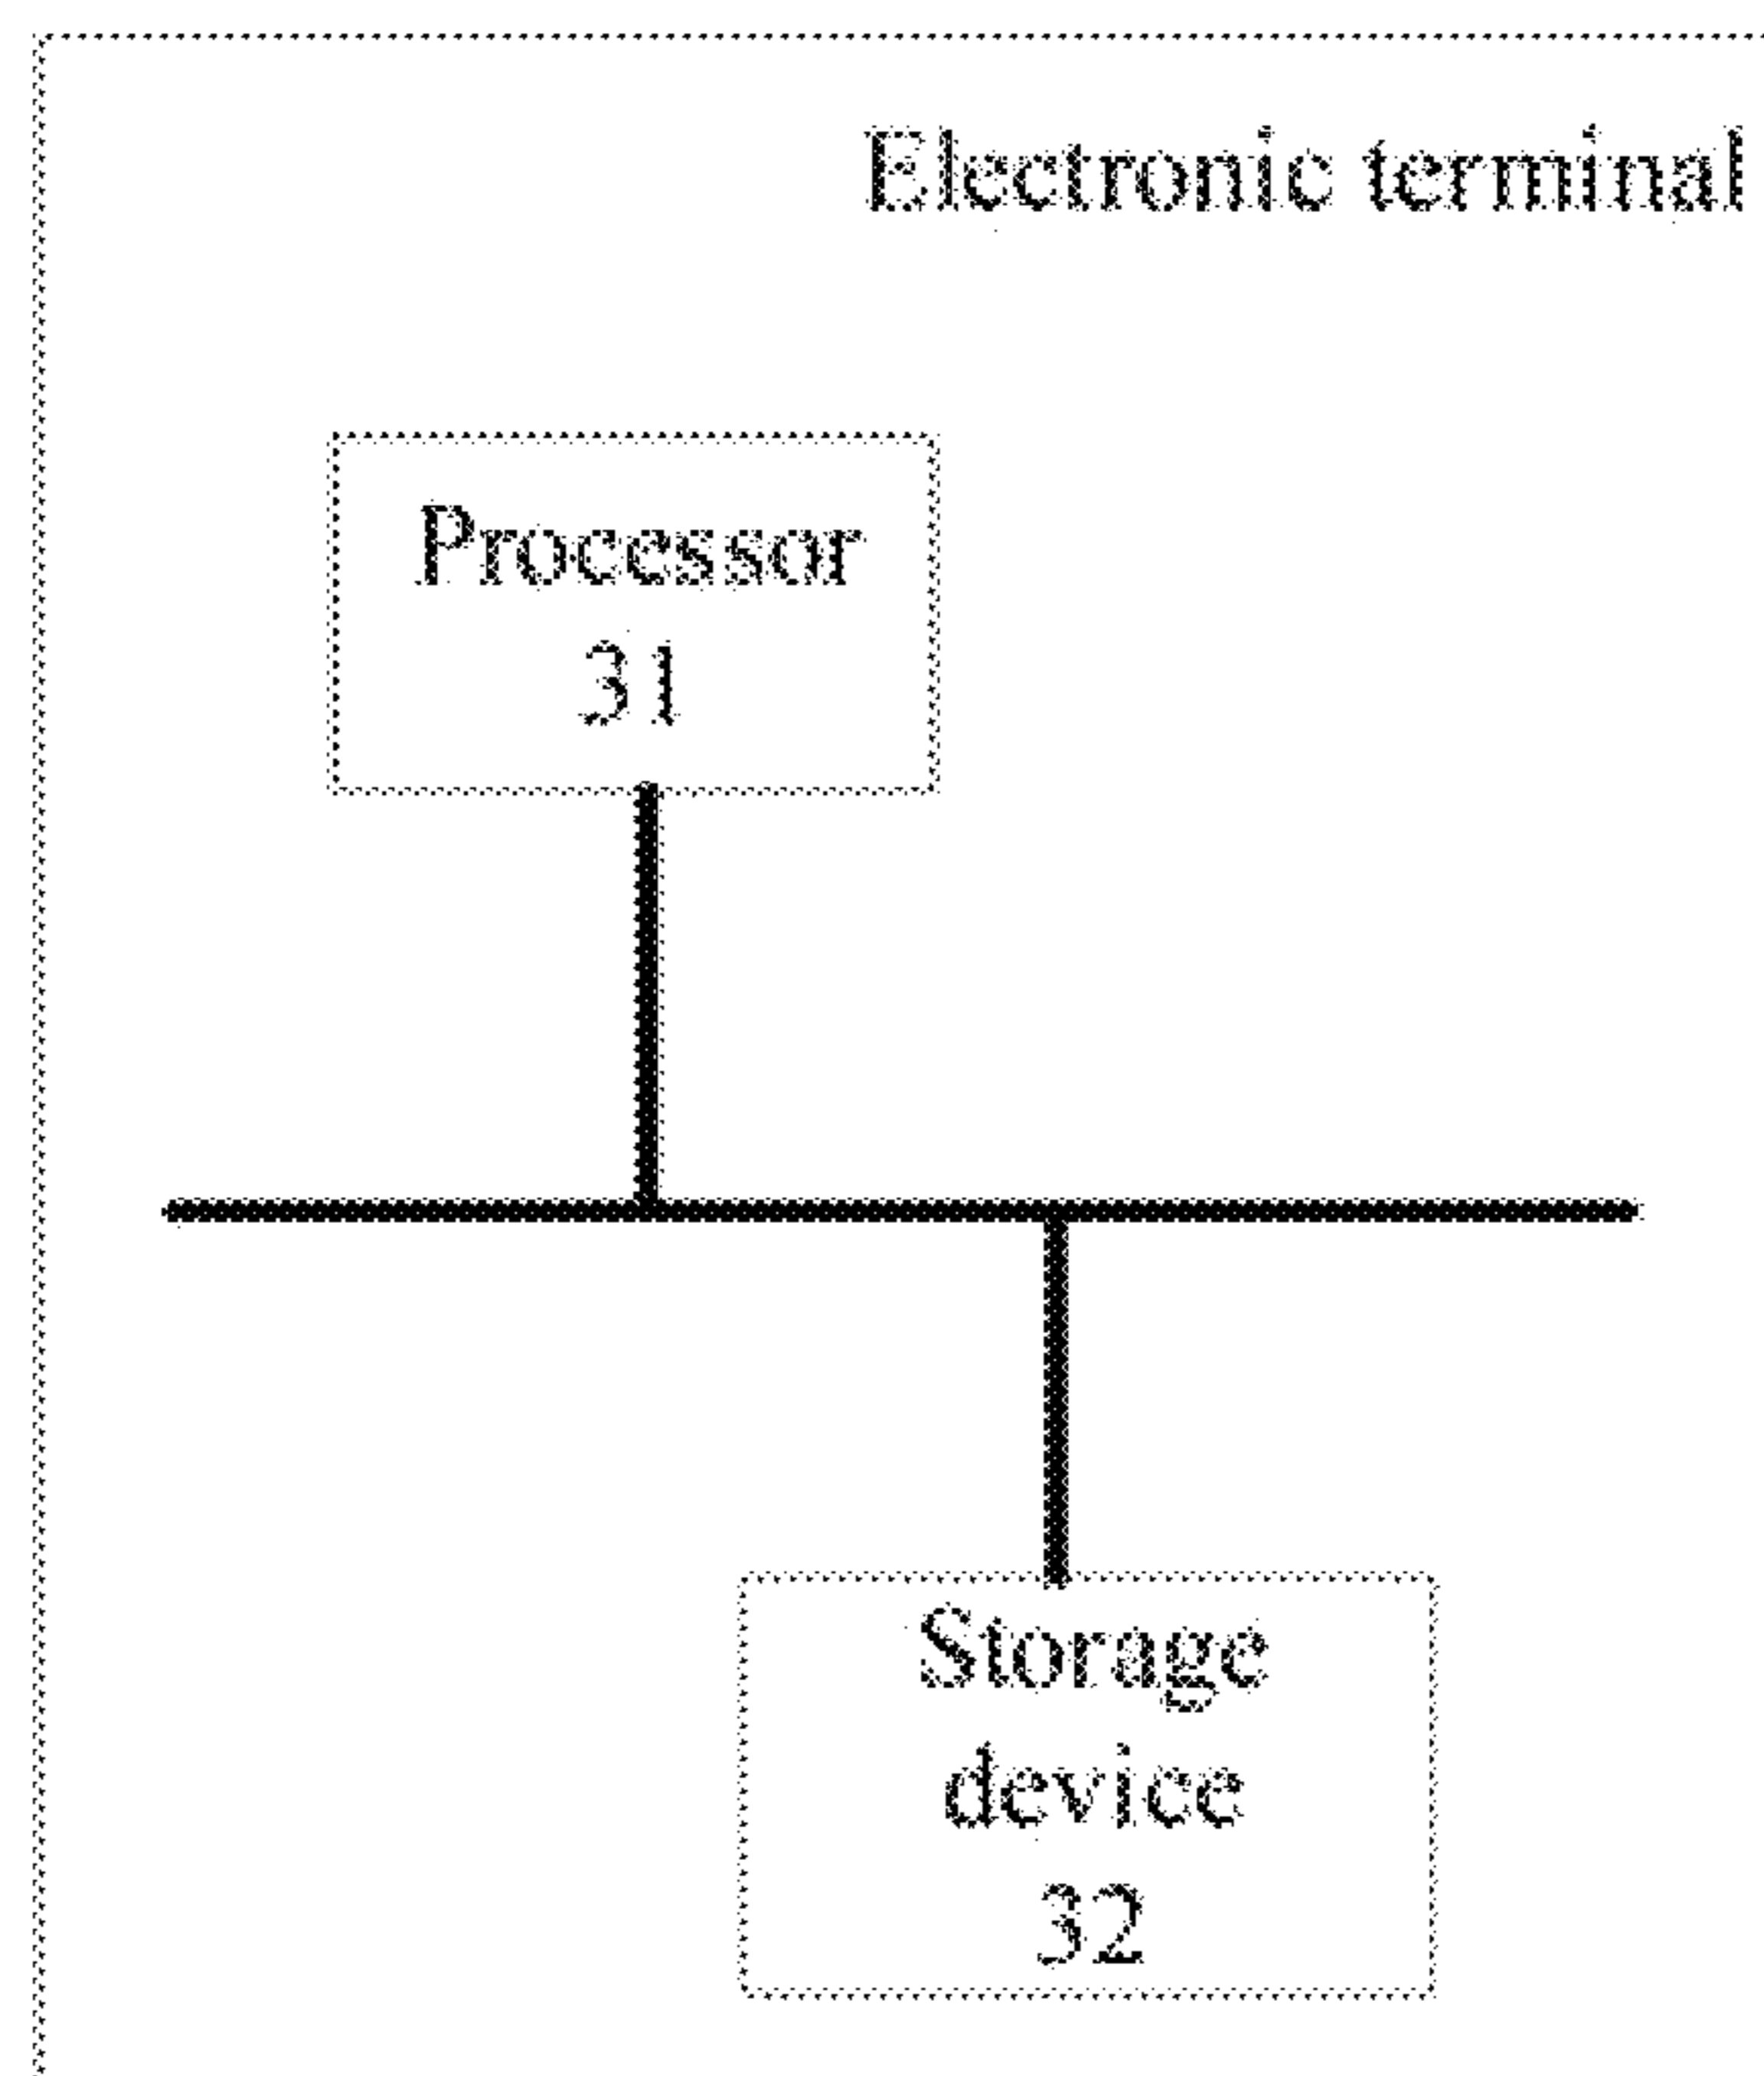 Electronic terminal
Processor
31
Storage
device
32